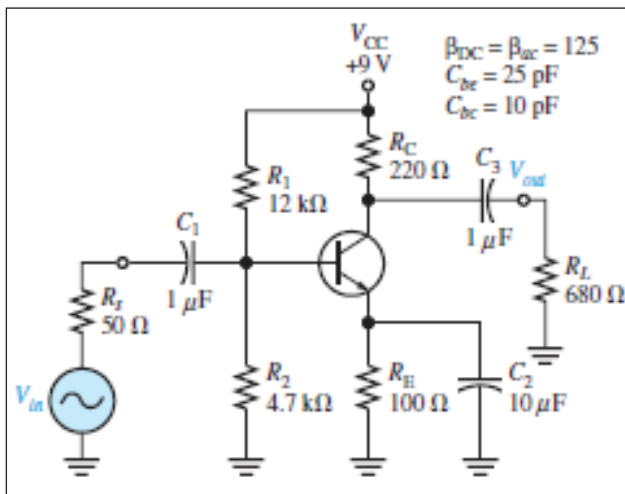 V_CC
+9 V
β_DC = β_ac = 125
C_be = 25 pF
C_bc = 10 pF
R_C
220 Ω
C_3
V_out
1 μF
R_1
12 kΩ
C_1
1 μF
R_s
50 Ω
R_L
680 Ω
V_in
R_2
4.7 kΩ
R_E
100 Ω
C_2
10 μF